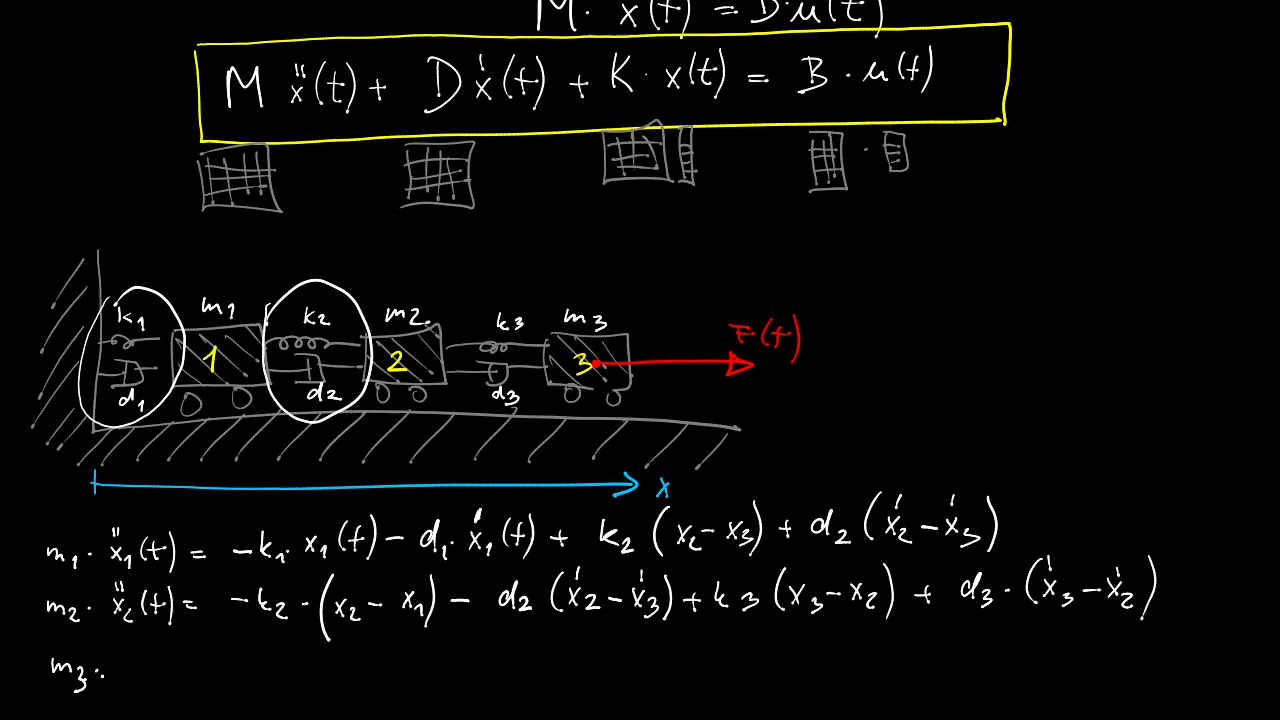 M · ẍ(t) = B·u(t)
M ẍ(t) + D ẋ(t) + K · x(t) = B · u(t)
k1 m1 k2 m2 k3 m3 F(t)
1 2 3
d1 d2 d3
x
m1 · ẍ1(t) = -k1· x1(t) - d1· ẋ1(t) + k2 (x2 - x3) + d2 (ẋ2 - ẋ3)
m2 · ẍ2(t) = -k2 · (x2 - x1) - d2 (ẋ2 - ẋ3) + k3 (x3 - x2) + d3 · (ẋ3 - ẋ2)
m3 ·